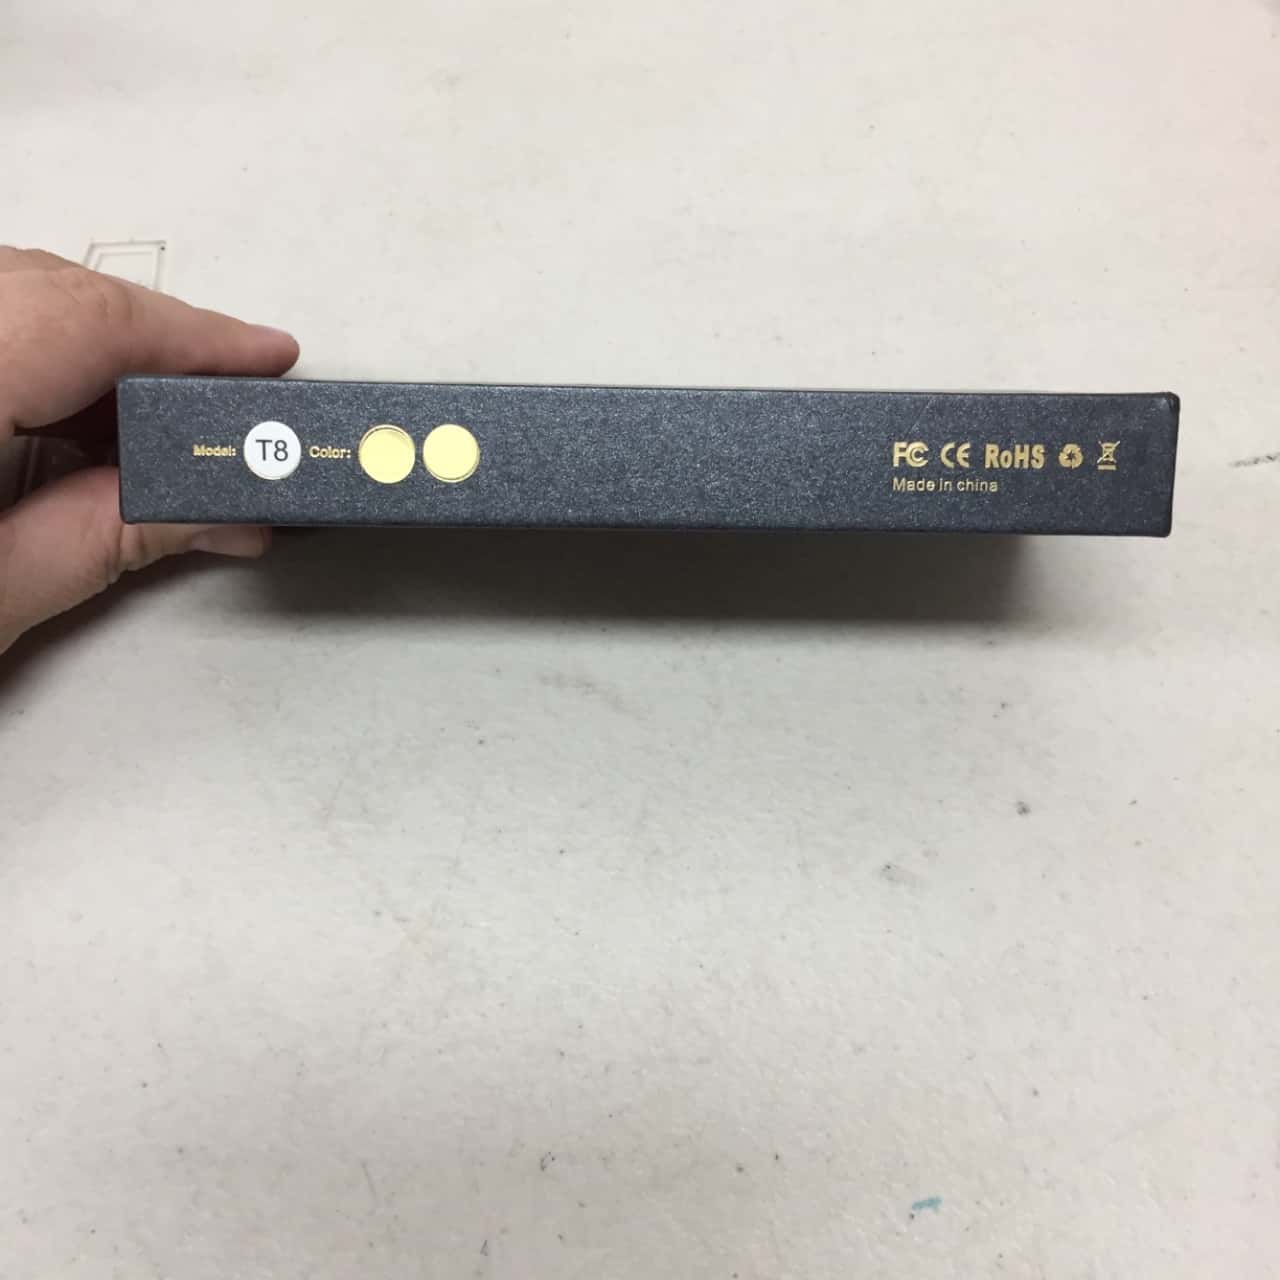 Model: T8 Color:
FC CE RoHS
Made in china